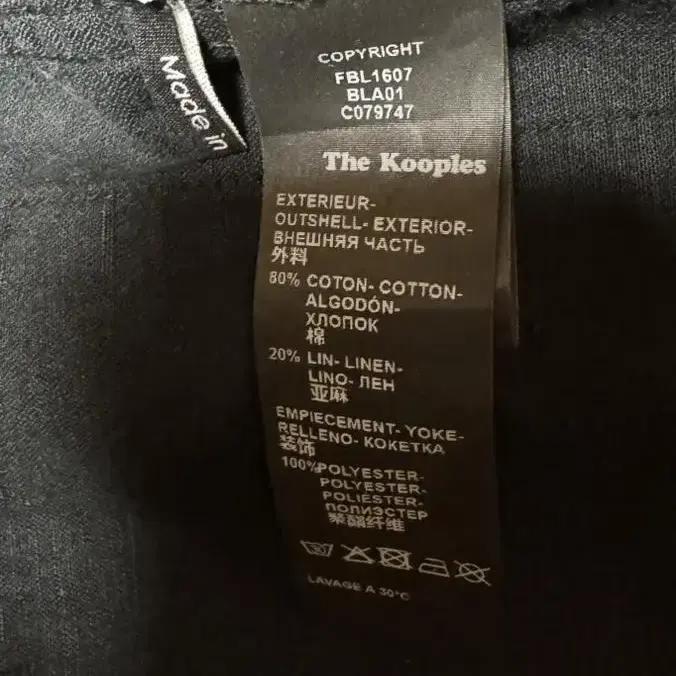 Made in
COPYRIGHT
FBL1607
BLA01
C079747
The Kooples
EXTERIEUR-
OUTSHELL- EXTERIOR-
ВНЕШНЯЯ ЧАСТЬ
外料
80% COTON- COTTON-
ALGODÓN-
ХЛОПОК
棉
20% LIN- LINEN-
LINO- ЛЕН
亚麻
EMPIECEMENT- YOKE-
RELLENO- КОКЕТКА
装饰
100%POLYESTER-
POLYESTER-
POLIESTER-
ПОЛИЭСТЕР
聚酯纤维
LAVAGE A 30°C